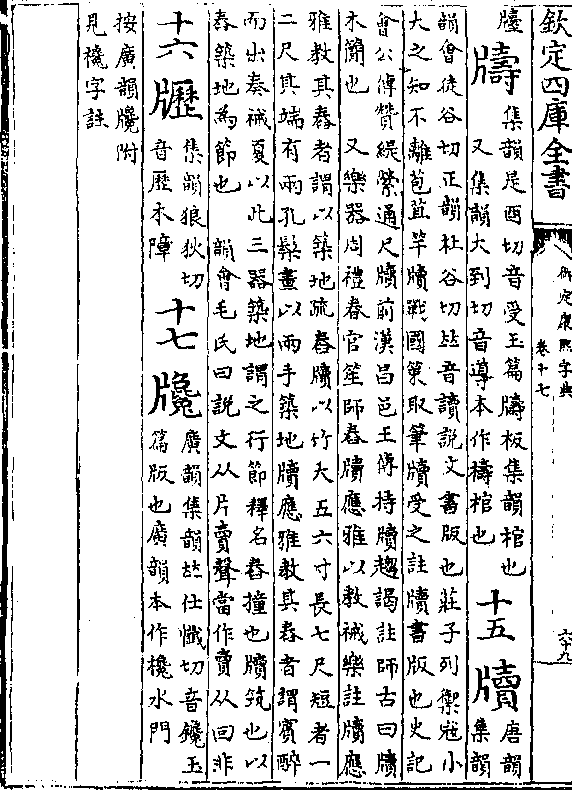 欽定四庫全書
御定康熙字典
卷十七
六十九
集韻是酉切音受玉篇板集韻棺也
又集韻大到切音導本作檮棺也
十五 牘 唐韻
集韻
韻會徒谷切正韻杜谷切𠀤音讀說文書版也莊子列禦冦小
大之知不離苞苴竿牘戰國策取筆牘受之註牘書版也史記
倉公傳贊緹縈通尺牘前漢昌邑王傳持牘趨謁註師古曰牘
木簡也 又樂器周禮春官笙師舂牘應雅以教祴樂註牘應
雅教其舂者謂以築地疏舂牘以竹大五六寸長七尺短者一
二尺其端有兩孔髹畫以兩手築地牘應雅教其舂者謂賓醉
而出奏祴夏以此三器築地謂之行節釋名舂撞也牘筑也以
舂築地為節也 韻會毛氏曰說文从片賣聲當作賣从囬非
十六
集韻狼狄切
音歷木障
十七
廣韻集韻𠀤仕懺切音鑱玉
篇版也廣韻本作欃水門
按廣韻附
見欃字註